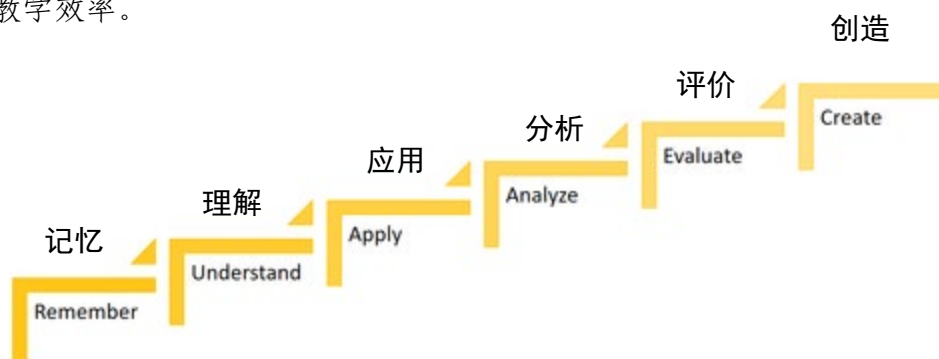 教学效率。
创造
评价
Create
分析
Evaluate
应用
Analyze
理解
Apply
记忆
Understand
Remember